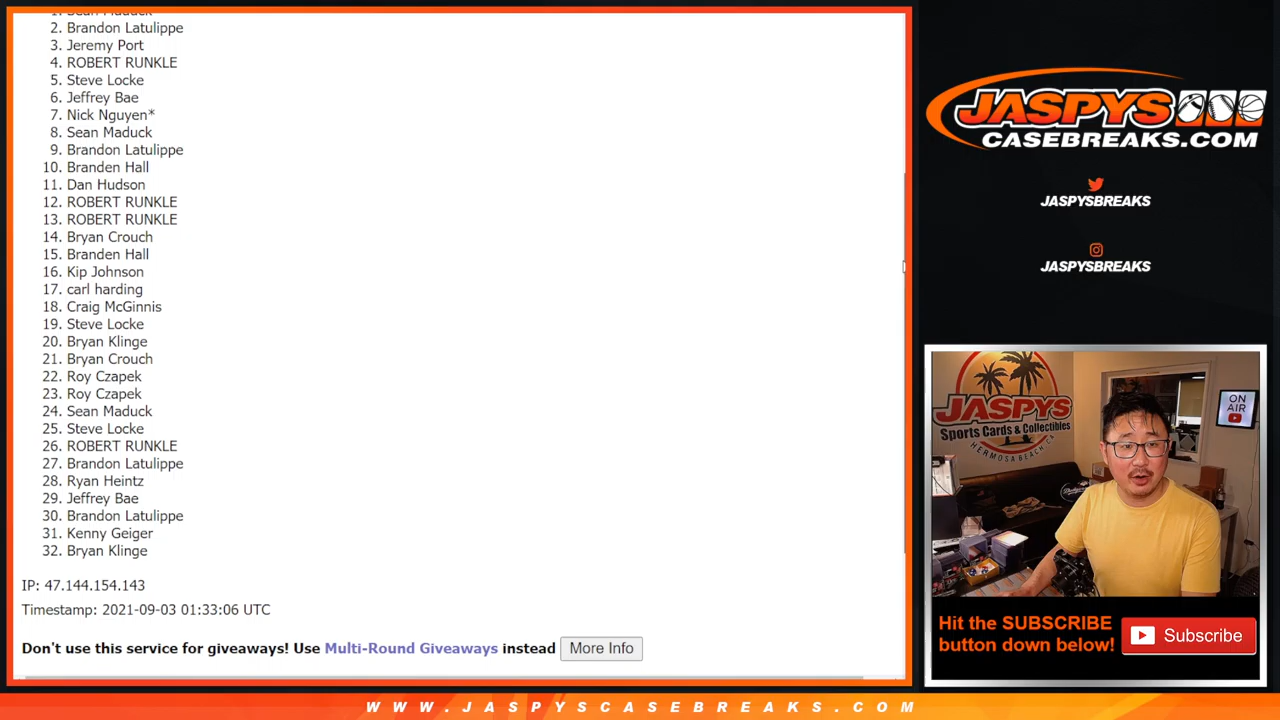 1. Sean Maduck
2. Brandon Latulippe
3. Jeremy Port
4. ROBERT RUNKLE
5. Steve Locke
6. Jeffrey Bae
7. Nick Nguyen*
8. Sean Maduck
9. Brandon Latulippe
10. Branden Hall
11. Dan Hudson
12. ROBERT RUNKLE
13. ROBERT RUNKLE
14. Bryan Crouch
15. Branden Hall
16. Kip Johnson
17. carl harding
18. Craig McGinnis
19. Steve Locke
20. Bryan Klinge
21. Bryan Crouch
22. Roy Czapek
23. Roy Czapek
24. Sean Maduck
25. Steve Locke
26. ROBERT RUNKLE
27. Brandon Latulippe
28. Ryan Heintz
29. Jeffrey Bae
30. Brandon Latulippe
31. Kenny Geiger
32. Bryan Klinge
IP: 47.144.154.143
Timestamp: 2021-09-03 01:33:06 UTC
Don't use this service for giveaways! Use Multi-Round Giveaways instead More Info
JASPYS
CASEBREAKS.COM
JASPYSBREAKS
JASPYSBREAKS
JASPYS
Sports Cards & Collectibles
HERMOSA BEACH, CA
ON
AIR
Hit the SUBSCRIBE
button down below!
Subscribe
WWW.JASPYSCASEBREAKS.COM